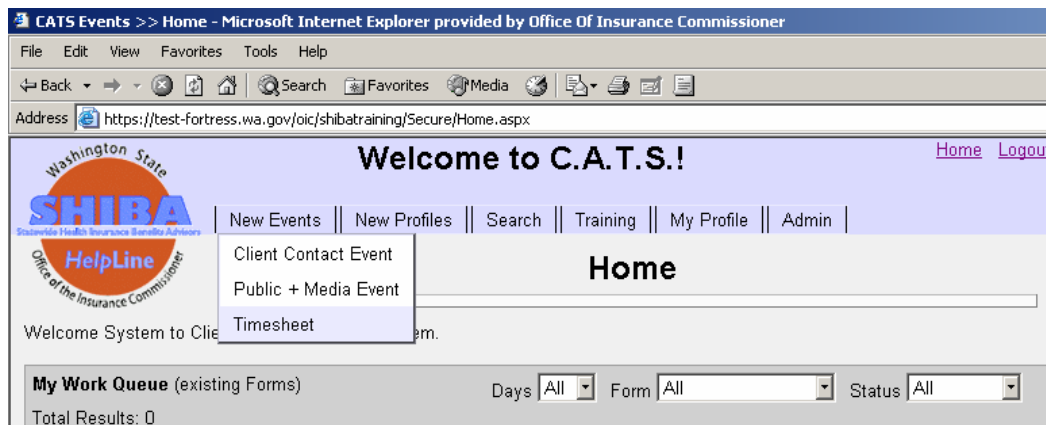 CATS Events >> Home - Microsoft Internet Explorer provided by Office Of Insurance Commissioner
File Edit View Favorites Tools Help
Back Search Favorites Media
Address https://test-fortress.wa.gov/oic/shibatraining/Secure/Home.aspx
Washington State
SHIBA
Statewide Health Insurance Benefits Advisors
HelpLine
Office of the Insurance Commissioner
Welcome to C.A.T.S.!
Home Logou
New Events || New Profiles || Search || Training || My Profile || Admin |
Client Contact Event
Public + Media Event
Timesheet
Home
Welcome System to Clie em.
My Work Queue (existing Forms) Days All Form All Status All
Total Results: 0